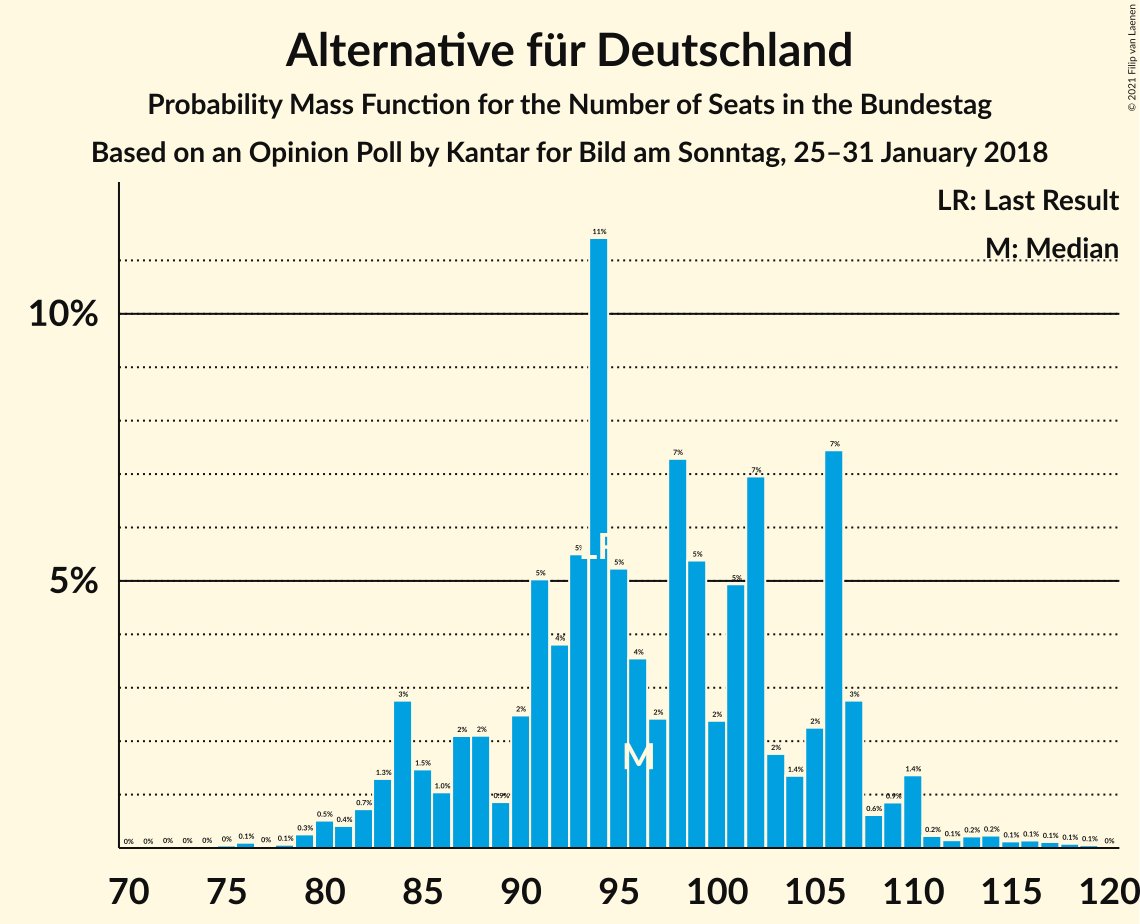 Alternative für Deutschland
Probability Mass Function for the Number of Seats in the Bundestag
Based on an Opinion Poll by Kantar for Bild am Sonntag, 25–31 January 2018
© 2021 Filip van Laenen
LR: Last Result
M: Median
10%
5%
0% 0% 0% 0% 0% 0% 0.1% 0% 0.1% 0.3% 0.5% 0.4% 0.7% 1.3% 3% 1.5% 1.0% 2% 2% 0.9% 2% 5% 4% 5% 11% 5% 4% 2% 7% 5% 2% 5% 7% 2% 1.4% 2% 7% 3% 0.6% 0.9% 1.4% 0.2% 0.1% 0.2% 0.2% 0.1% 0.1% 0.1% 0.1% 0.1% 0%
LR
M
70 75 80 85 90 95 100 105 110 115 120